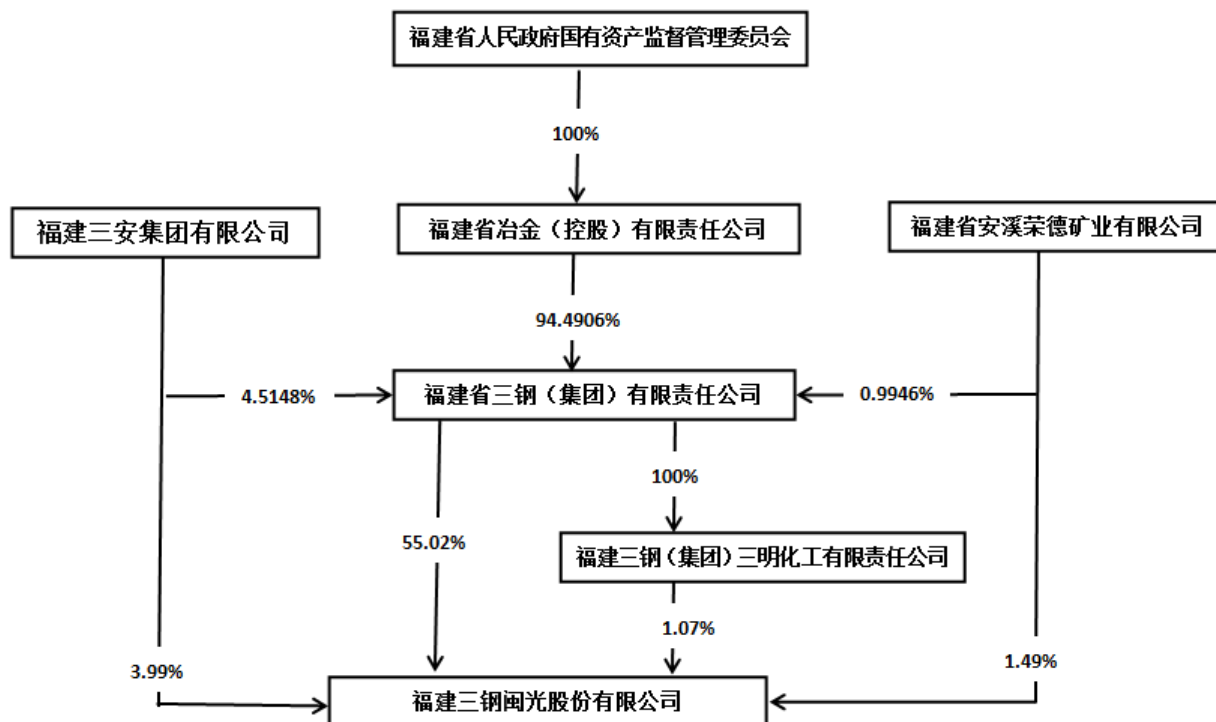 福建省人民政府国有资产监督管理委员会
100%
福建三安集团有限公司
福建省冶金（控股）有限责任公司
福建省安溪荣德矿业有限公司
94.4906%
4.5148%
福建省三钢（集团）有限责任公司
0.9946%
100%
55.02%
福建三钢（集团）三明化工有限责任公司
1.07%
3.99%
1.49%
福建三钢闽光股份有限公司